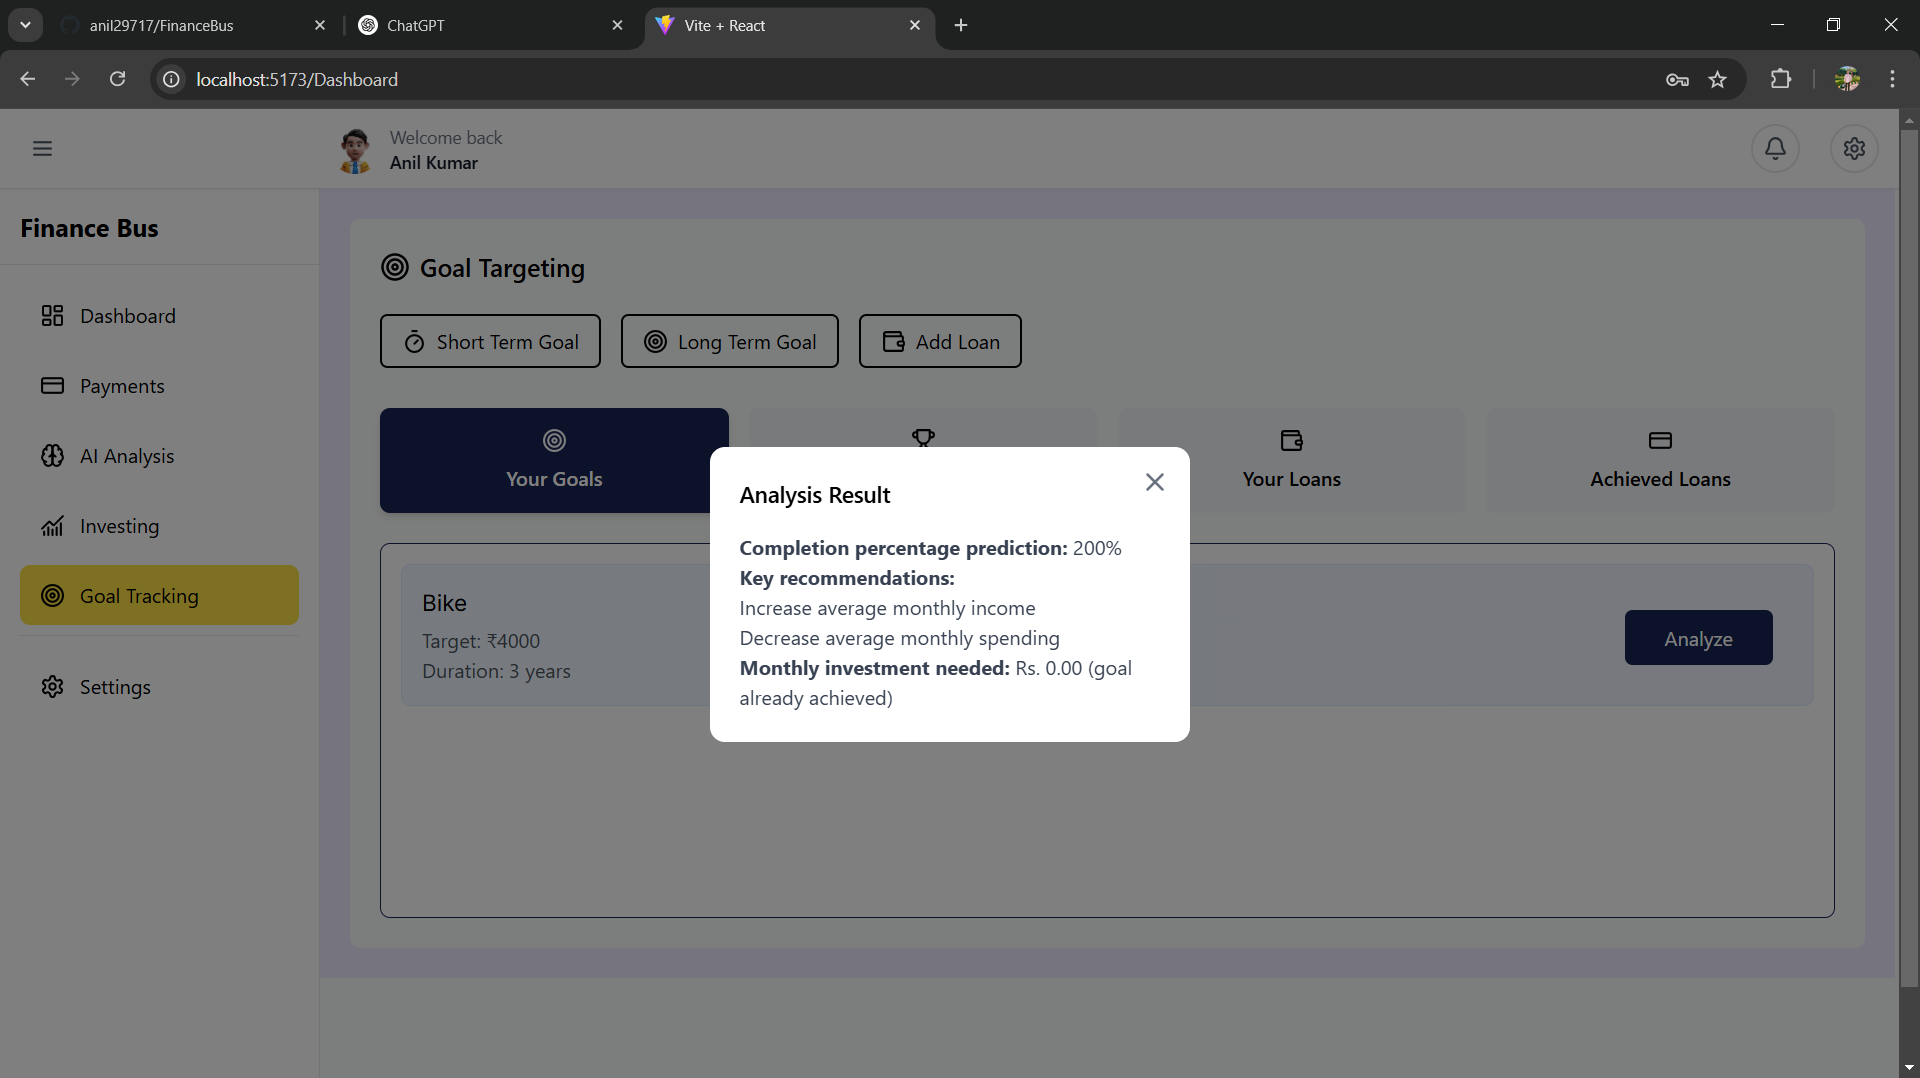 anil29717/FinanceBus
ChatGPT
Vite + React
localhost:5173/Dashboard
Welcome back
Anil Kumar
Finance Bus
Dashboard
Payments
AI Analysis
Investing
Goal Tracking
Settings
Goal Targeting
Short Term Goal
Long Term Goal
Add Loan
Your Goals
Your Loans
Achieved Loans
Bike
Target: ₹4000
Duration: 3 years
Analyze
Analysis Result
Completion percentage prediction: 200%
Key recommendations:
Increase average monthly income
Decrease average monthly spending
Monthly investment needed: Rs. 0.00 (goal
already achieved)